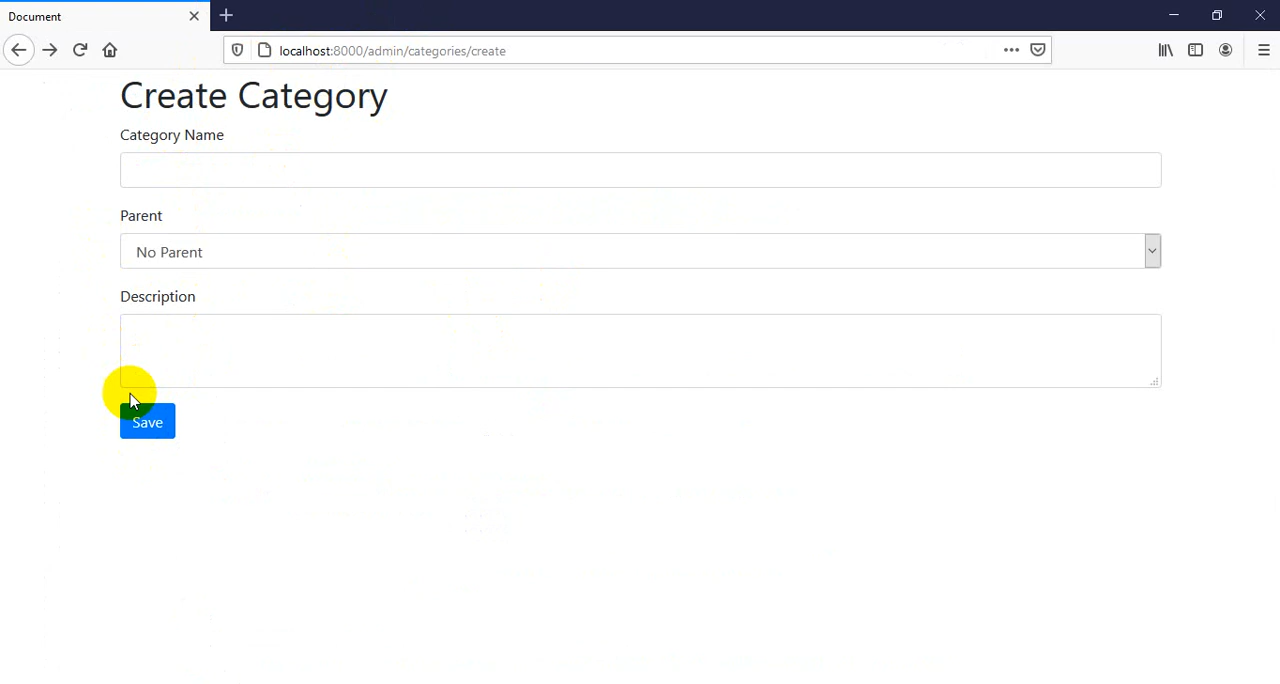 Document
localhost:8000/admin/categories/create
Create Category
Category Name
Parent
No Parent
Description
Save